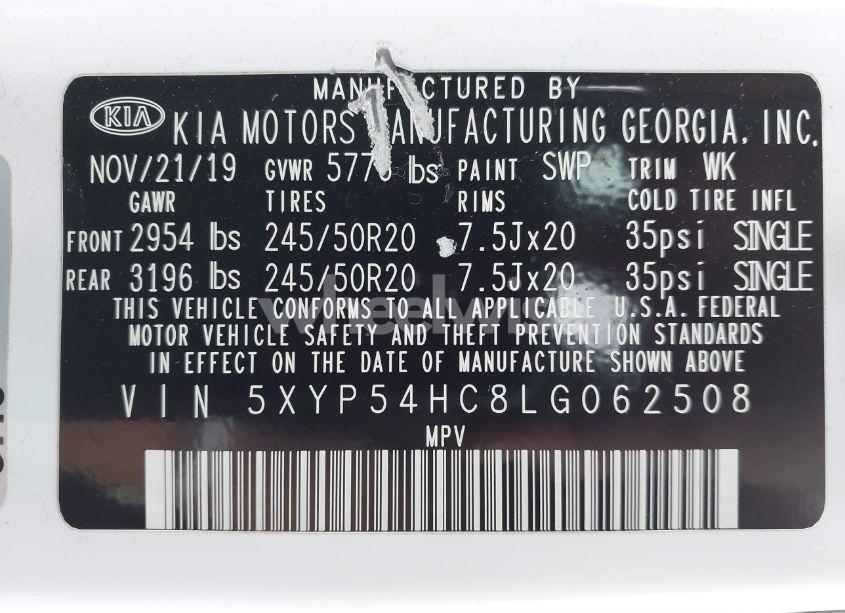 MANUFACTURED BY
KIA KIA MOTORS MANUFACTURING GEORGIA, INC.
NOV/21/19 GVWR lbs PAINT SWP TRIM WK
GAWR TIRES RIMS COLD TIRE INFL
FRONT 2954 lbs 245/50R20 7.5Jx20 35psi SINGLE
REAR 3196 lbs 245/50R20 7.5Jx20 35psi SINGLE
THIS VEHICLE CONFORMS TO ALL APPLICABLE U.S.A. FEDERAL
MOTOR VEHICLE SAFETY AND THEFT PREVENTION STANDARDS
IN EFFECT ON THE DATE OF MANUFACTURE SHOWN ABOVE
VIN 5XYP54HC8LG062508
MPV